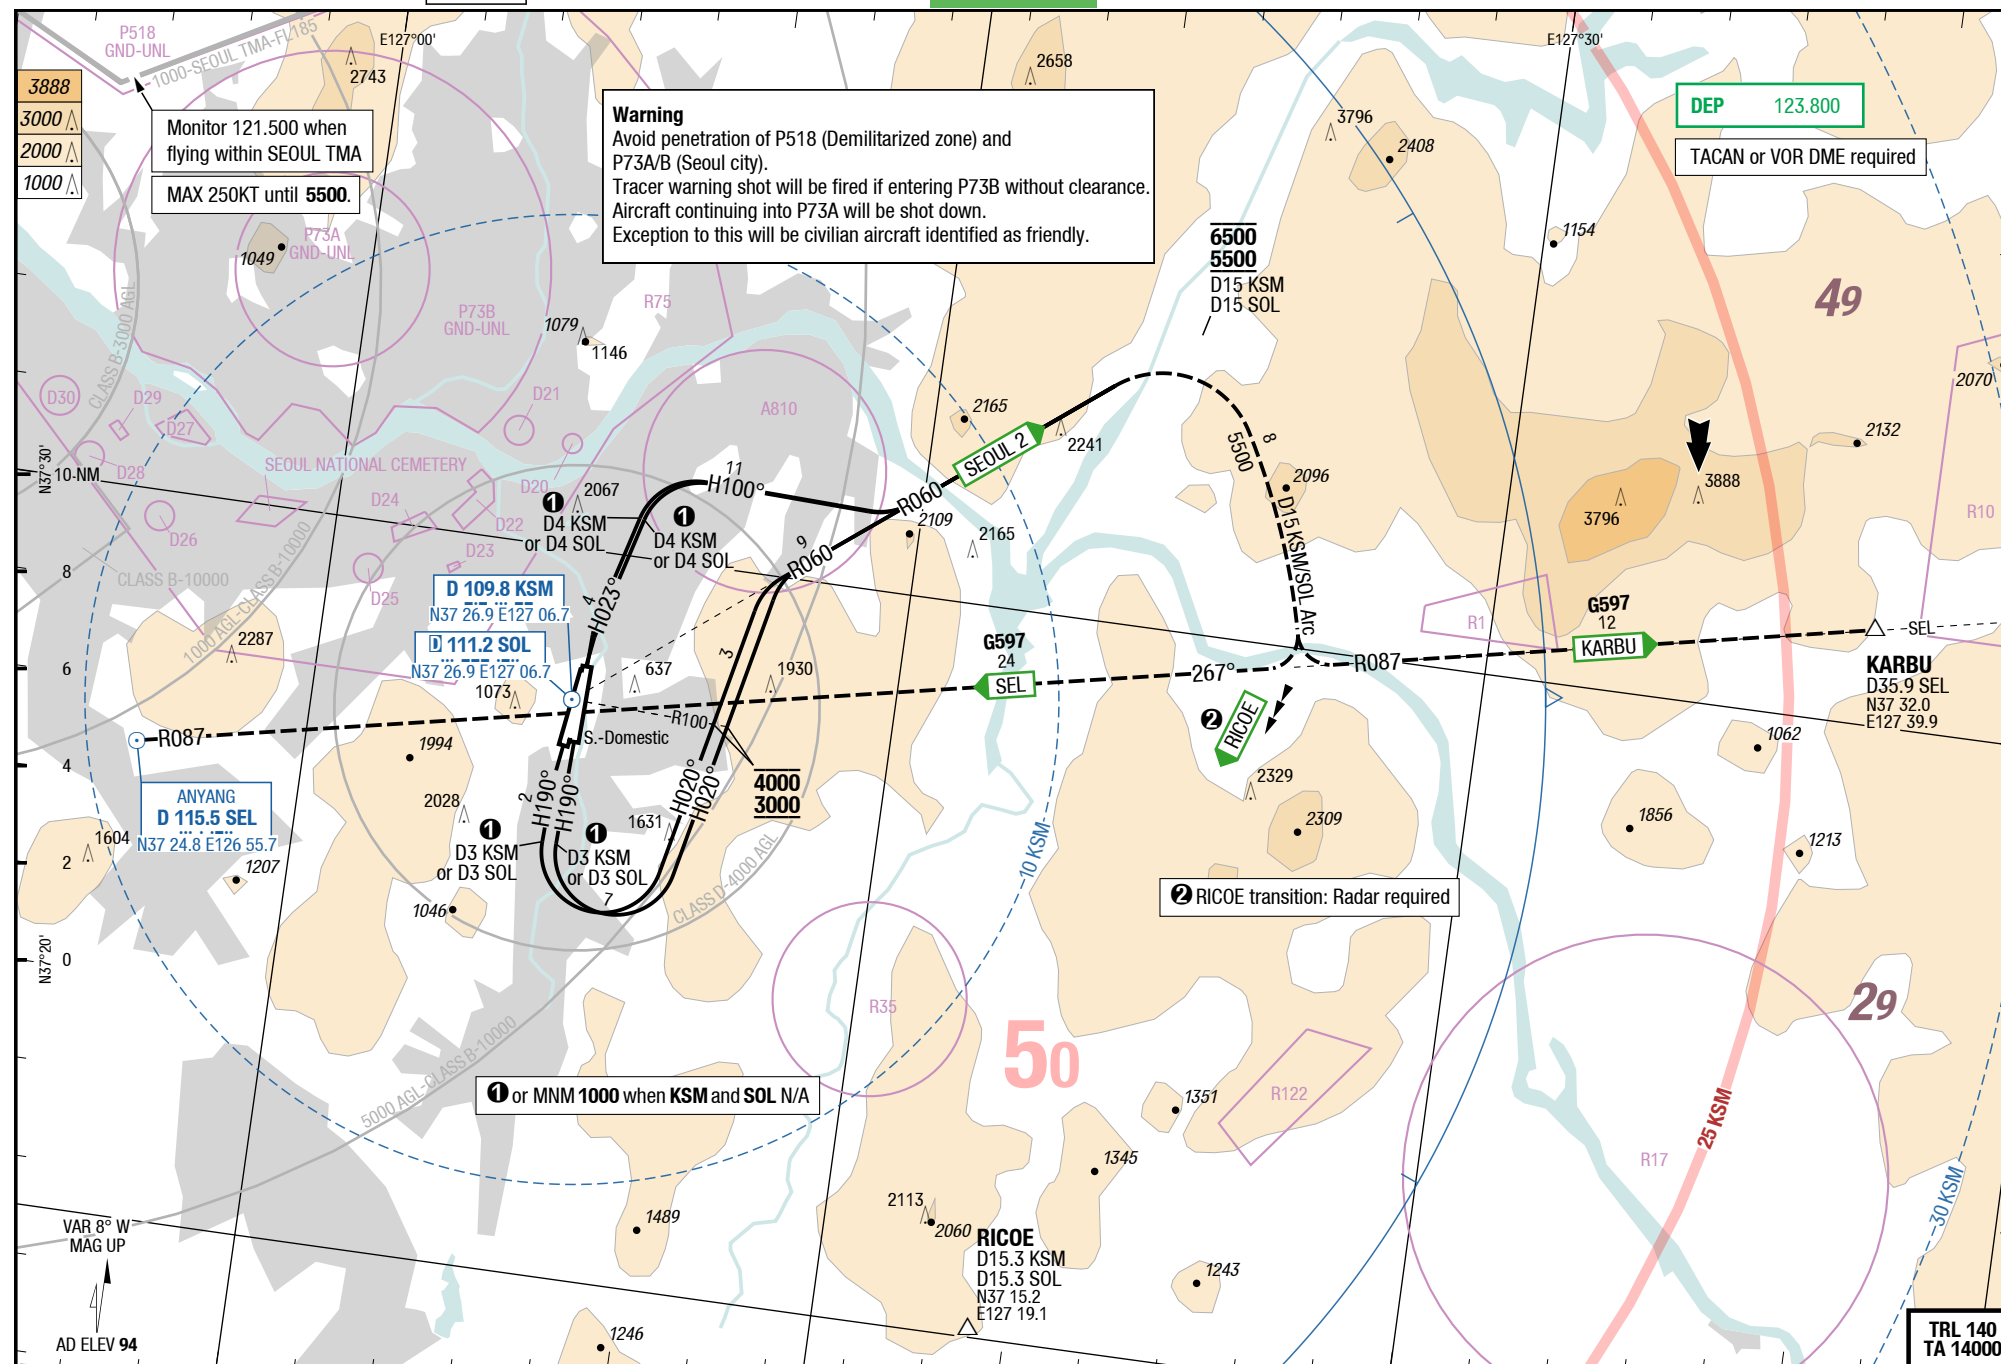 P518
GND-UNL
1000-SEOUL TMA-FL185
E127°00'
2743
2658
E127°30'
3888
3000
2000
1000
Monitor 121.500 when
flying within SEOUL TMA
MAX 250KT until 5500.
Warning
Avoid penetration of P518 (Demilitarized zone) and
P73A/B (Seoul city).
Tracer warning shot will be fired if entering P73B without clearance.
Aircraft continuing into P73A will be shot down.
Exception to this will be civilian aircraft identified as friendly.
DEP 123.800
TACAN or VOR DME required
3796
2408
1154
P73A
GND-UNL
1049
6500
5500
D15 KSM
D15 SOL
49
P73B
GND-UNL
R75
1079
1146
CLASS B-3000 AGL
D30
D29
D27
D21
A810
2165
SEOUL 2
2241
8
5500
2070
2132
N37°30'
10-NM
D28
SEOUL NATIONAL CEMETERY
D20
11
H100°
R060
2096
3888
3796
R10
D26
D24
D22
D23
D25
2067
1
D4 KSM
or D4 SOL
1
D4 KSM
or D4 SOL
2109
2165
9
R060
D15 KSM/SOL Arc
CLASS B-10000
1000 AGL-CLASS B-10000
8
D 109.8 KSM
N37 26.9 E127 06.7
D 111.2 SOL
N37 26.9 E127 06.7
4
H023°
R1
G597
12
KARBU
SEL
2287
6
637
3
1930
G597
24
SEL
267°
R087
KARBU
D35.9 SEL
N37 32.0
E127 39.9
1073
R100
S.-Domestic
2
RICOE
R087
1994
1062
4
ANYANG
D 115.5 SEL
N37 24.8 E126 55.7
2028
2
H190°
H190°
H020°
H020°
4000
3000
2329
2309
1856
1604
1
D3 KSM
or D3 SOL
1
D3 KSM
or D3 SOL
1631
1213
2
1207
10 KSM
1046
7
CLASS D-4000 AGL
2 RICOE transition: Radar required
N37°20'
0
R35
50
29
5000 AGL-CLASS B-10000
1 or MNM 1000 when KSM and SOL N/A
1351
R122
25 KSM
1345
R17
2113
2060
1489
RICOE
D15.3 KSM
D15.3 SOL
N37 15.2
E127 19.1
1243
30 KSM
VAR 8° W
MAG UP
AD ELEV 94
1246
TRL 140
TA 14000